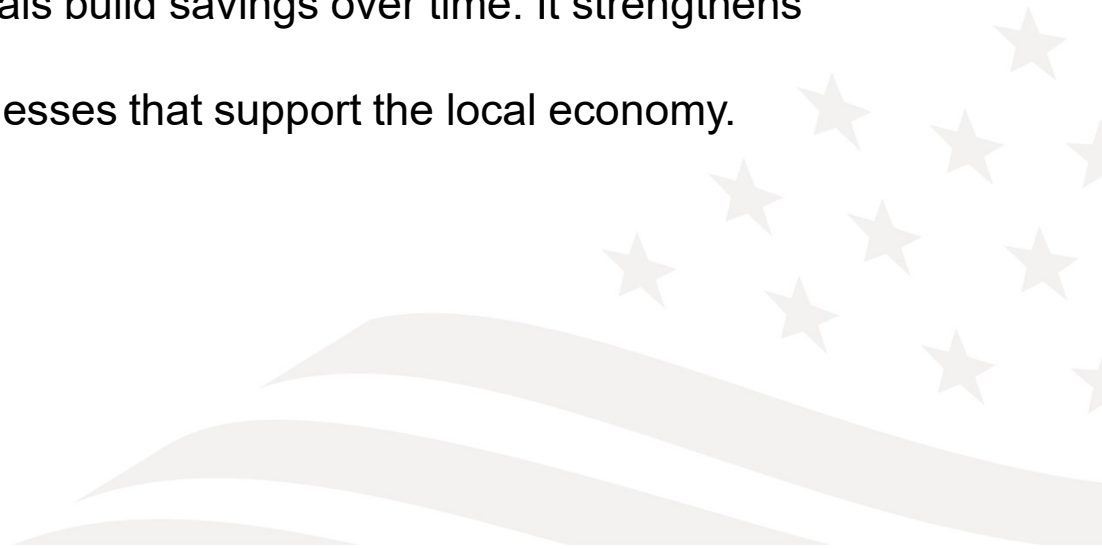 als build savings over time. It strengthens
esses that support the local economy.